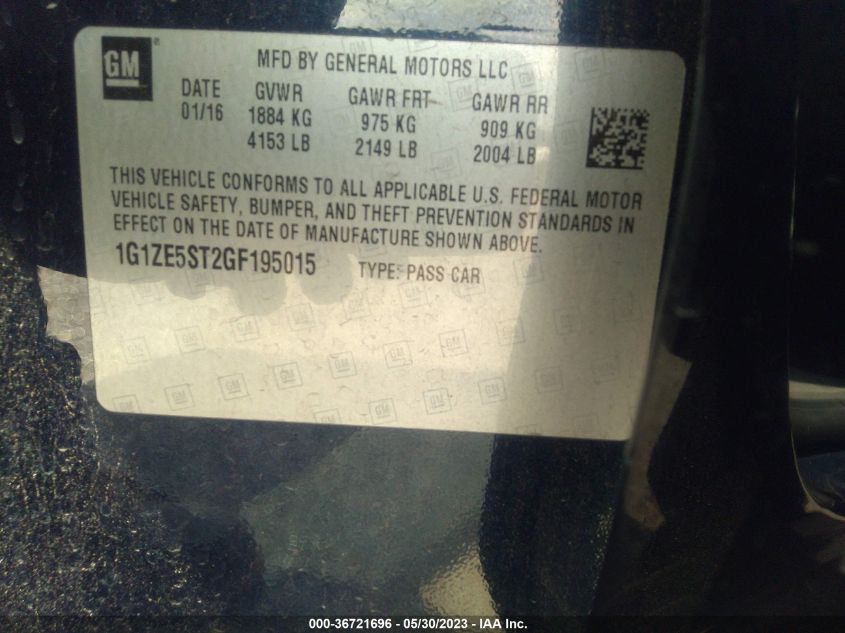 GM
MFD BY GENERAL MOTORS LLC
DATE GVWR GAWR FRT GAWR RR
01/16 1884 KG 975 KG 909 KG
4153 LB 2149 LB 2004 LB
THIS VEHICLE CONFORMS TO ALL APPLICABLE U.S. FEDERAL MOTOR
VEHICLE SAFETY, BUMPER, AND THEFT PREVENTION STANDARDS IN
EFFECT ON THE DATE OF MANUFACTURE SHOWN ABOVE.
1G1ZE5ST2GF195015 TYPE: PASS CAR
000-36721696 - 05/30/2023 - IAA Inc.